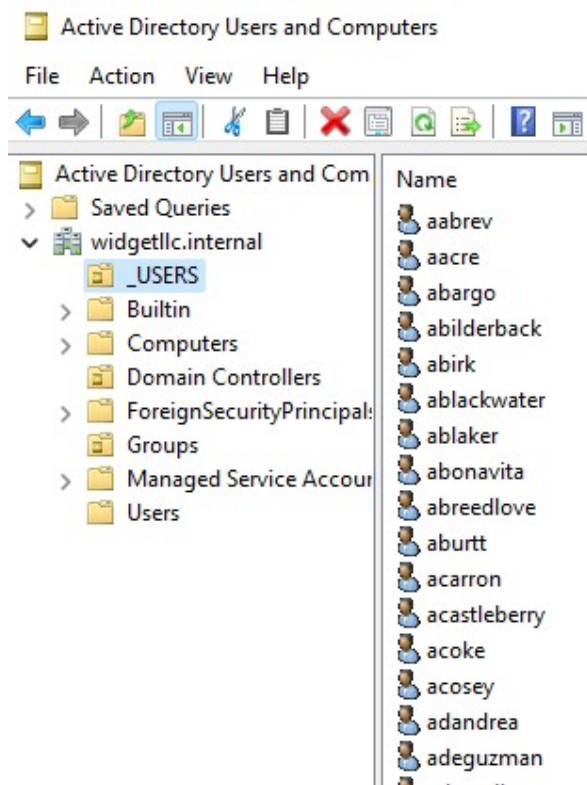 Active Directory Users and Computers
File Action View Help
Active Directory Users and Com
Saved Queries
widgetllc.internal
_USERS
Builtin
Computers
Domain Controllers
ForeignSecurityPrincipals
Groups
Managed Service Accour
Users
Name
aabrev
aacre
abargo
abilderback
abirk
ablackwater
ablaker
abonavita
abreedlove
aburtt
acarron
acastleberry
acoke
acosey
adandrea
adeguzman